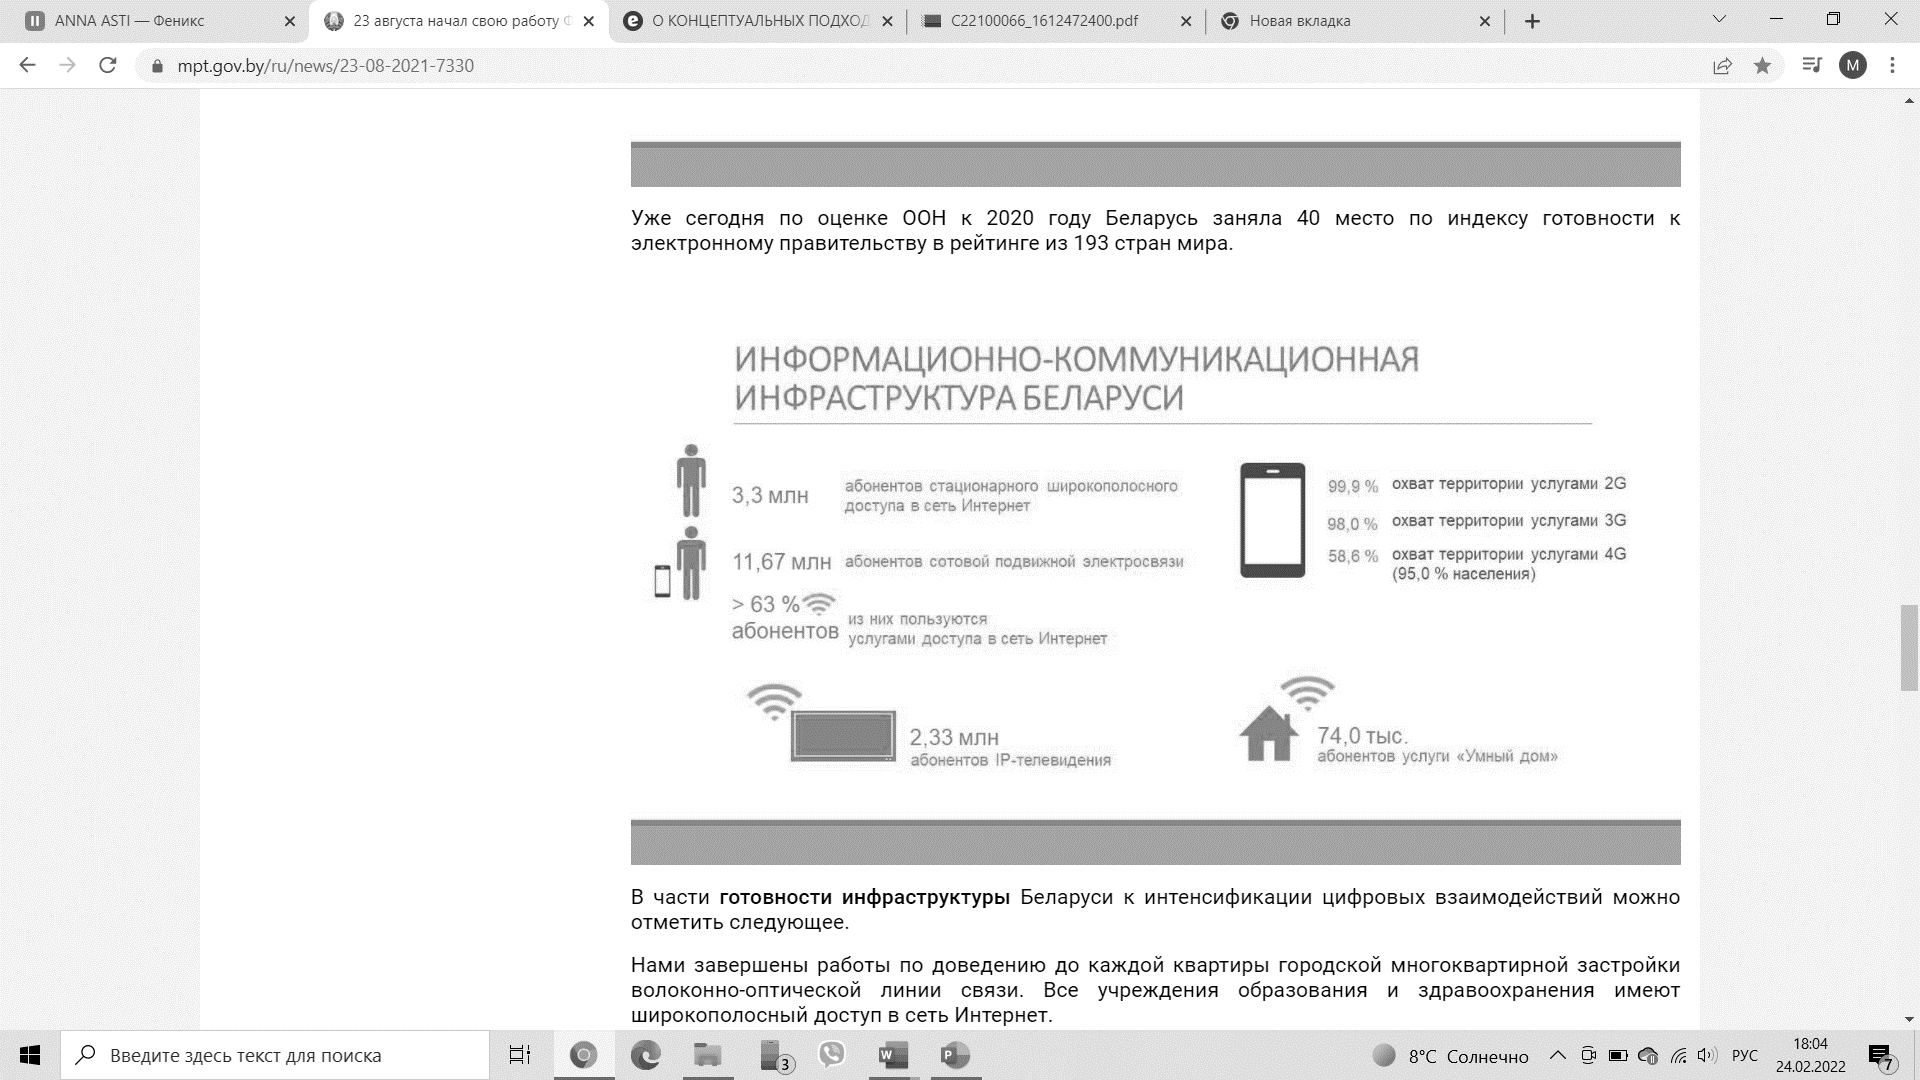 ANNA ASTI — Феникс
23 августа начал свою работу
О КОНЦЕПТУАЛЬНЫХ ПОДХОД
C22100066_1612472400.pdf
Новая вкладка
mpt.gov.by/ru/news/23-08-2021-7330
M
Уже сегодня по оценке ООН к 2020 году Беларусь заняла 40 место по индексу готовности к
электронному правительству в рейтинге из 193 стран мира.
ИНФОРМАЦИОННО-КОММУНИКАЦИОННАЯ
ИНФРАСТРУКТУРА БЕЛАРУСИ
3,3 млн
абонентов стационарного широкополосного
доступа в сеть Интернет
11,67 млн
абонентов сотовой подвижной электросвязи
> 63 %
абонентов
из них пользуются
услугами доступа в сеть Интернет
99,9 % охват территории услугами 2G
98,0 % охват территории услугами 3G
58,6 % охват территории услугами 4G
(95,0 % населения)
2,33 млн
абонентов IP-телевидения
74,0 тыс.
абонентов услуги «Умный дом»
В части готовности инфраструктуры Беларуси к интенсификации цифровых взаимодействий можно
отметить следующее.
Нами завершены работы по доведению до каждой квартиры городской многоквартирной застройки
волоконно-оптической линии связи. Все учреждения образования и здравоохранения имеют
широкополосный доступ в сеть Интернет.
Введите здесь текст для поиска
3
W
P
8°C Солнечно
РУС
18:04
24.02.2022
7